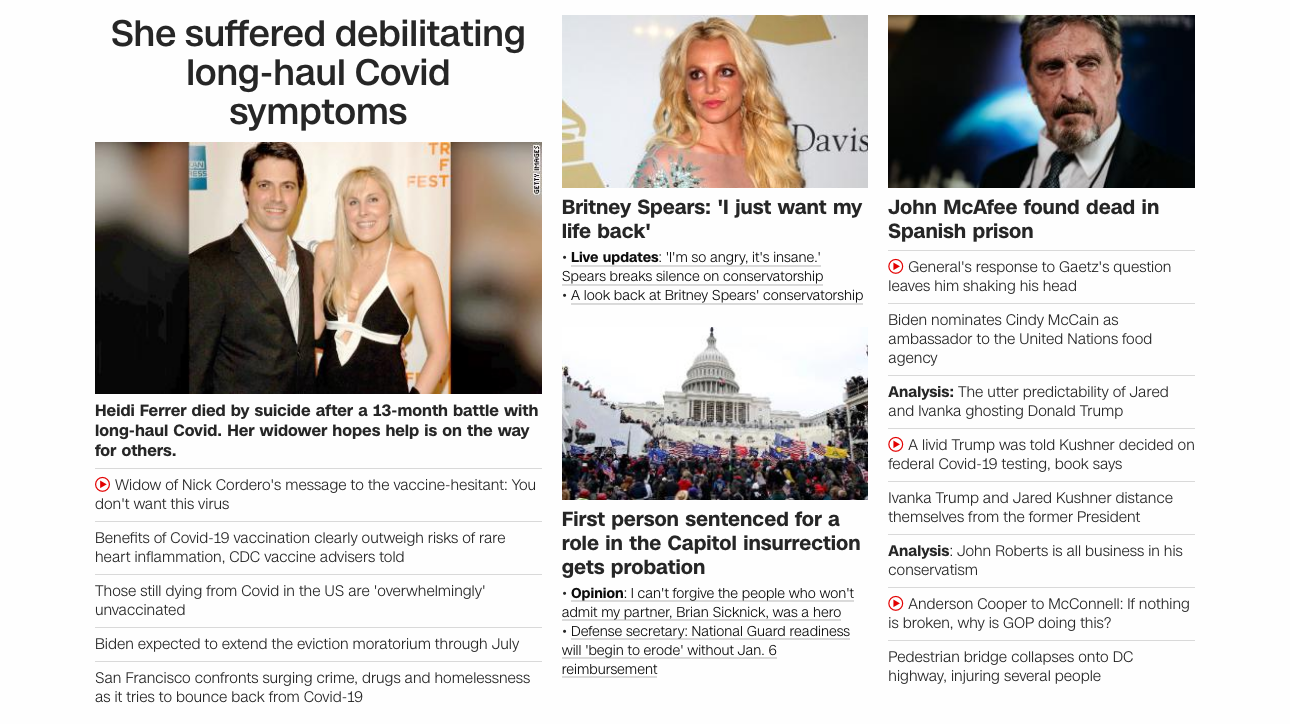 She suffered debilitating
long-haul Covid
symptoms
AN
TR
F
FEST
GETTY IMAGES
Heidi Ferrer died by suicide after a 13-month battle with
long-haul Covid. Her widower hopes help is on the way
for others.
Widow of Nick Cordero's message to the vaccine-hesitant: You
don't want this virus
Benefits of Covid-19 vaccination clearly outweigh risks of rare
heart inflammation, CDC vaccine advisers told
Those still dying from Covid in the US are 'overwhelmingly'
unvaccinated
Biden expected to extend the eviction moratorium through July
San Francisco confronts surging crime, drugs and homelessness
as it tries to bounce back from Covid-19
Davis
Britney Spears: 'I just want my
life back'
• Live updates: 'I'm so angry, it's insane.'
Spears breaks silence on conservatorship
• A look back at Britney Spears' conservatorship
First person sentenced for a
role in the Capitol insurrection
gets probation
• Opinion: I can't forgive the people who won't
admit my partner, Brian Sicknick, was a hero
• Defense secretary: National Guard readiness
will 'begin to erode' without Jan. 6
reimbursement
John McAfee found dead in
Spanish prison
General's response to Gaetz's question
leaves him shaking his head
Biden nominates Cindy McCain as
ambassador to the United Nations food
agency
Analysis: The utter predictability of Jared
and Ivanka ghosting Donald Trump
A livid Trump was told Kushner decided on
federal Covid-19 testing, book says
Ivanka Trump and Jared Kushner distance
themselves from the former President
Analysis: John Roberts is all business in his
conservatism
Anderson Cooper to McConnell: If nothing
is broken, why is GOP doing this?
Pedestrian bridge collapses onto DC
highway, injuring several people